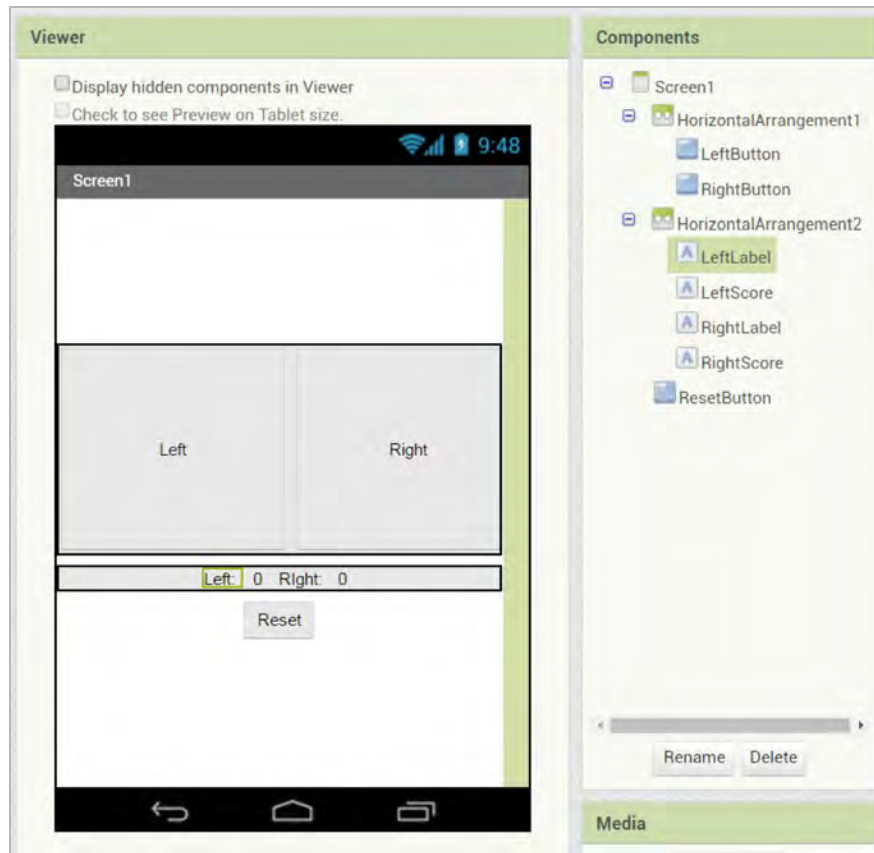 Viewer
Display hidden components in Viewer
Check to see Preview on Tablet size.
9:48
Screen1
Left Right
Left: 0 RIght: 0
Reset
Components
Screen1
HorizontalArrangement1
LeftButton
RightButton
HorizontalArrangement2
A LeftLabel
A LeftScore
A RightLabel
A RightScore
ResetButton
Rename Delete
Media